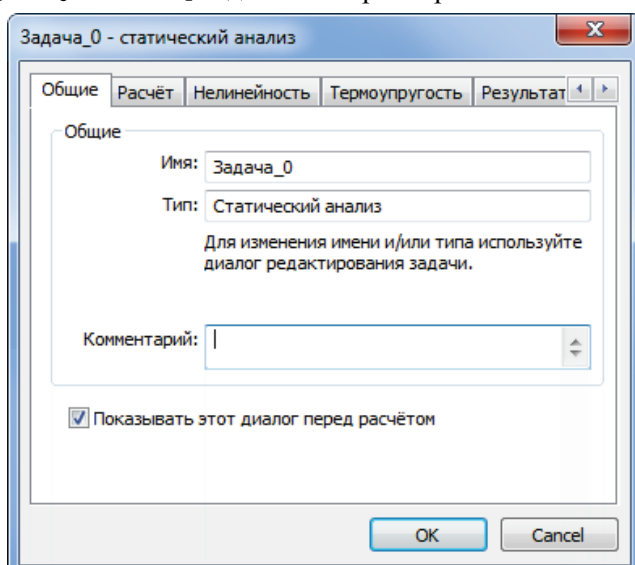 Задача_0 - статический анализ
Общие Расчёт Нелинейность Термоупругость Результат
Общие
Имя: Задача_0
Тип: Статический анализ
Для изменения имени и/или типа используйте
диалог редактирования задачи.
Комментарий:
Показывать этот диалог перед расчётом
OK Cancel